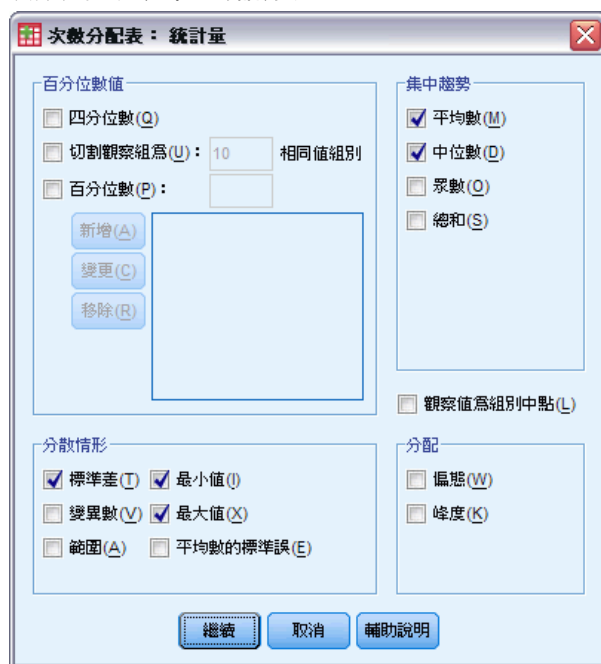 次數分配表：統計量
百分位數值
四分位數(Q)
切割觀察組為(U)：10 相同值組別
百分位數(P)：
新增(A)
變更(C)
移除(R)
集中趨勢
平均數(M)
中位數(D)
眾數(O)
總和(S)
觀察值為組別中點(L)
分散情形
標準差(T) 最小值(I)
變異數(V) 最大值(X)
範圍(A) 平均數的標準誤(E)
分配
偏態(W)
峰度(K)
繼續 取消 輔助說明